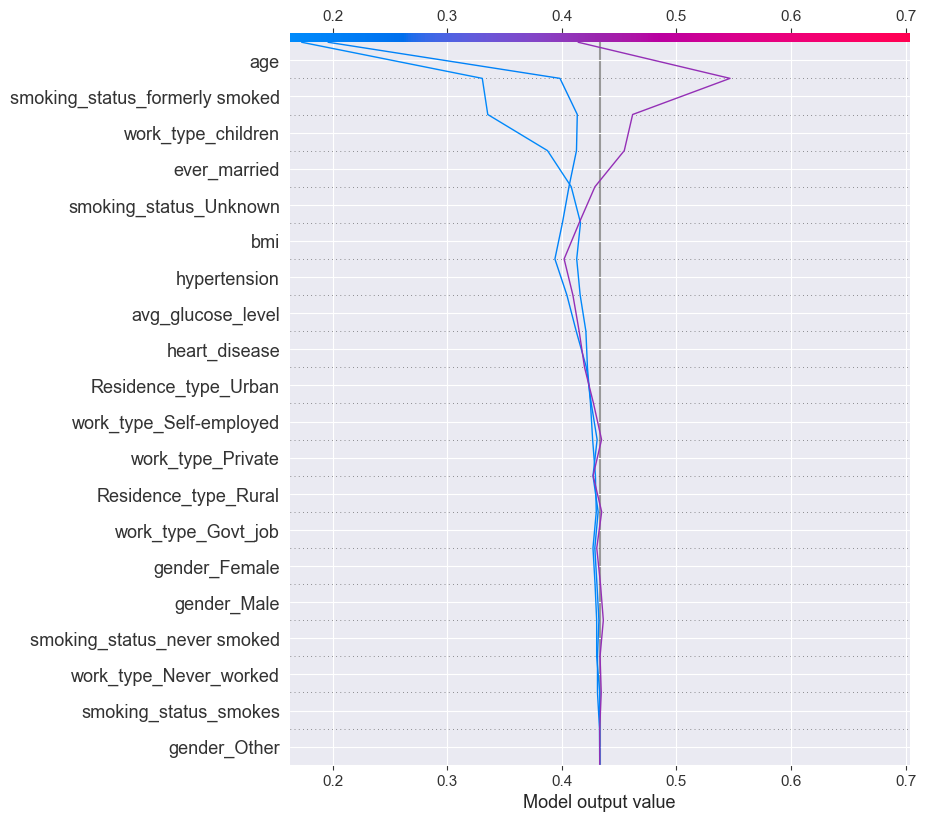 0.2 0.3 0.4 0.5 0.6 0.7
age
smoking_status_formerly smoked
work_type_children
ever_married
smoking_status_Unknown
bmi
hypertension
avg_glucose_level
heart_disease
Residence_type_Urban
work_type_Self-employed
work_type_Private
Residence_type_Rural
work_type_Govt_job
gender_Female
gender_Male
smoking_status_never smoked
work_type_Never_worked
smoking_status_smokes
gender_Other
0.2 0.3 0.4 0.5 0.6 0.7
Model output value